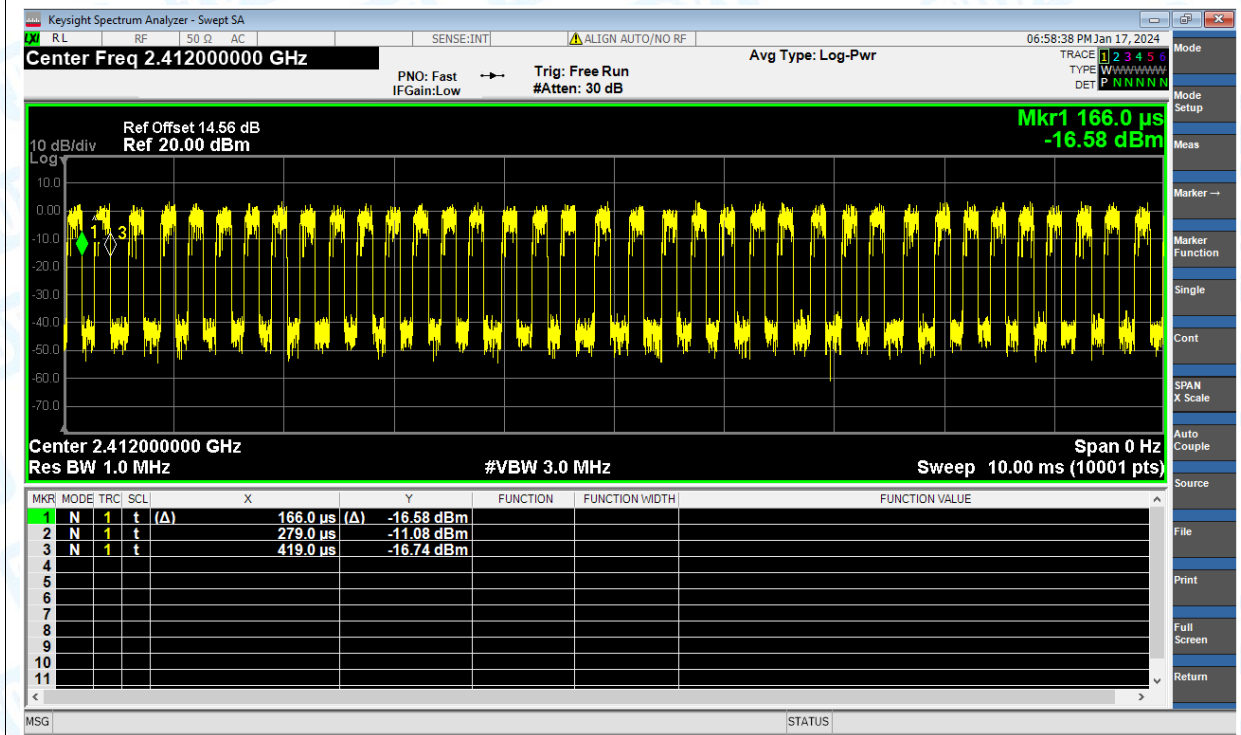 Keysight Spectrum Analyzer - Swept SA
LXI RL RF 50 Ω AC SENSE:INT ALIGN AUTO/NO RF 06:58:38 PM Jan 17, 2024
Center Freq 2.412000000 GHz
PNO: Fast
IFGain:Low
Trig: Free Run
#Atten: 30 dB
Avg Type: Log-Pwr
TRACE 1 2 3 4 5 6
TYPE WWWWWW
DET P N N N N N
Mkr1 166.0 µs
-16.58 dBm
Ref Offset 14.56 dB
10 dB/div Ref 20.00 dBm
Log
10.0
0.00
-10.0
-20.0
-30.0
-40.0
-50.0
-60.0
-70.0
1 3
Center 2.412000000 GHz Span 0 Hz
Res BW 1.0 MHz #VBW 3.0 MHz Sweep 10.00 ms (10001 pts)
MKR MODE TRC SCL X Y FUNCTION FUNCTION WIDTH FUNCTION VALUE
1 N 1 t (Δ) 166.0 µs (Δ) -16.58 dBm
2 N 1 t 279.0 µs -11.08 dBm
3 N 1 t 419.0 µs -16.74 dBm
4
5
6
7
8
9
10
11
MSG STATUS
Mode
Mode Setup
Meas
Marker →
Marker Function
Single
Cont
SPAN X Scale
Auto Couple
Source
File
Print
Full Screen
Return